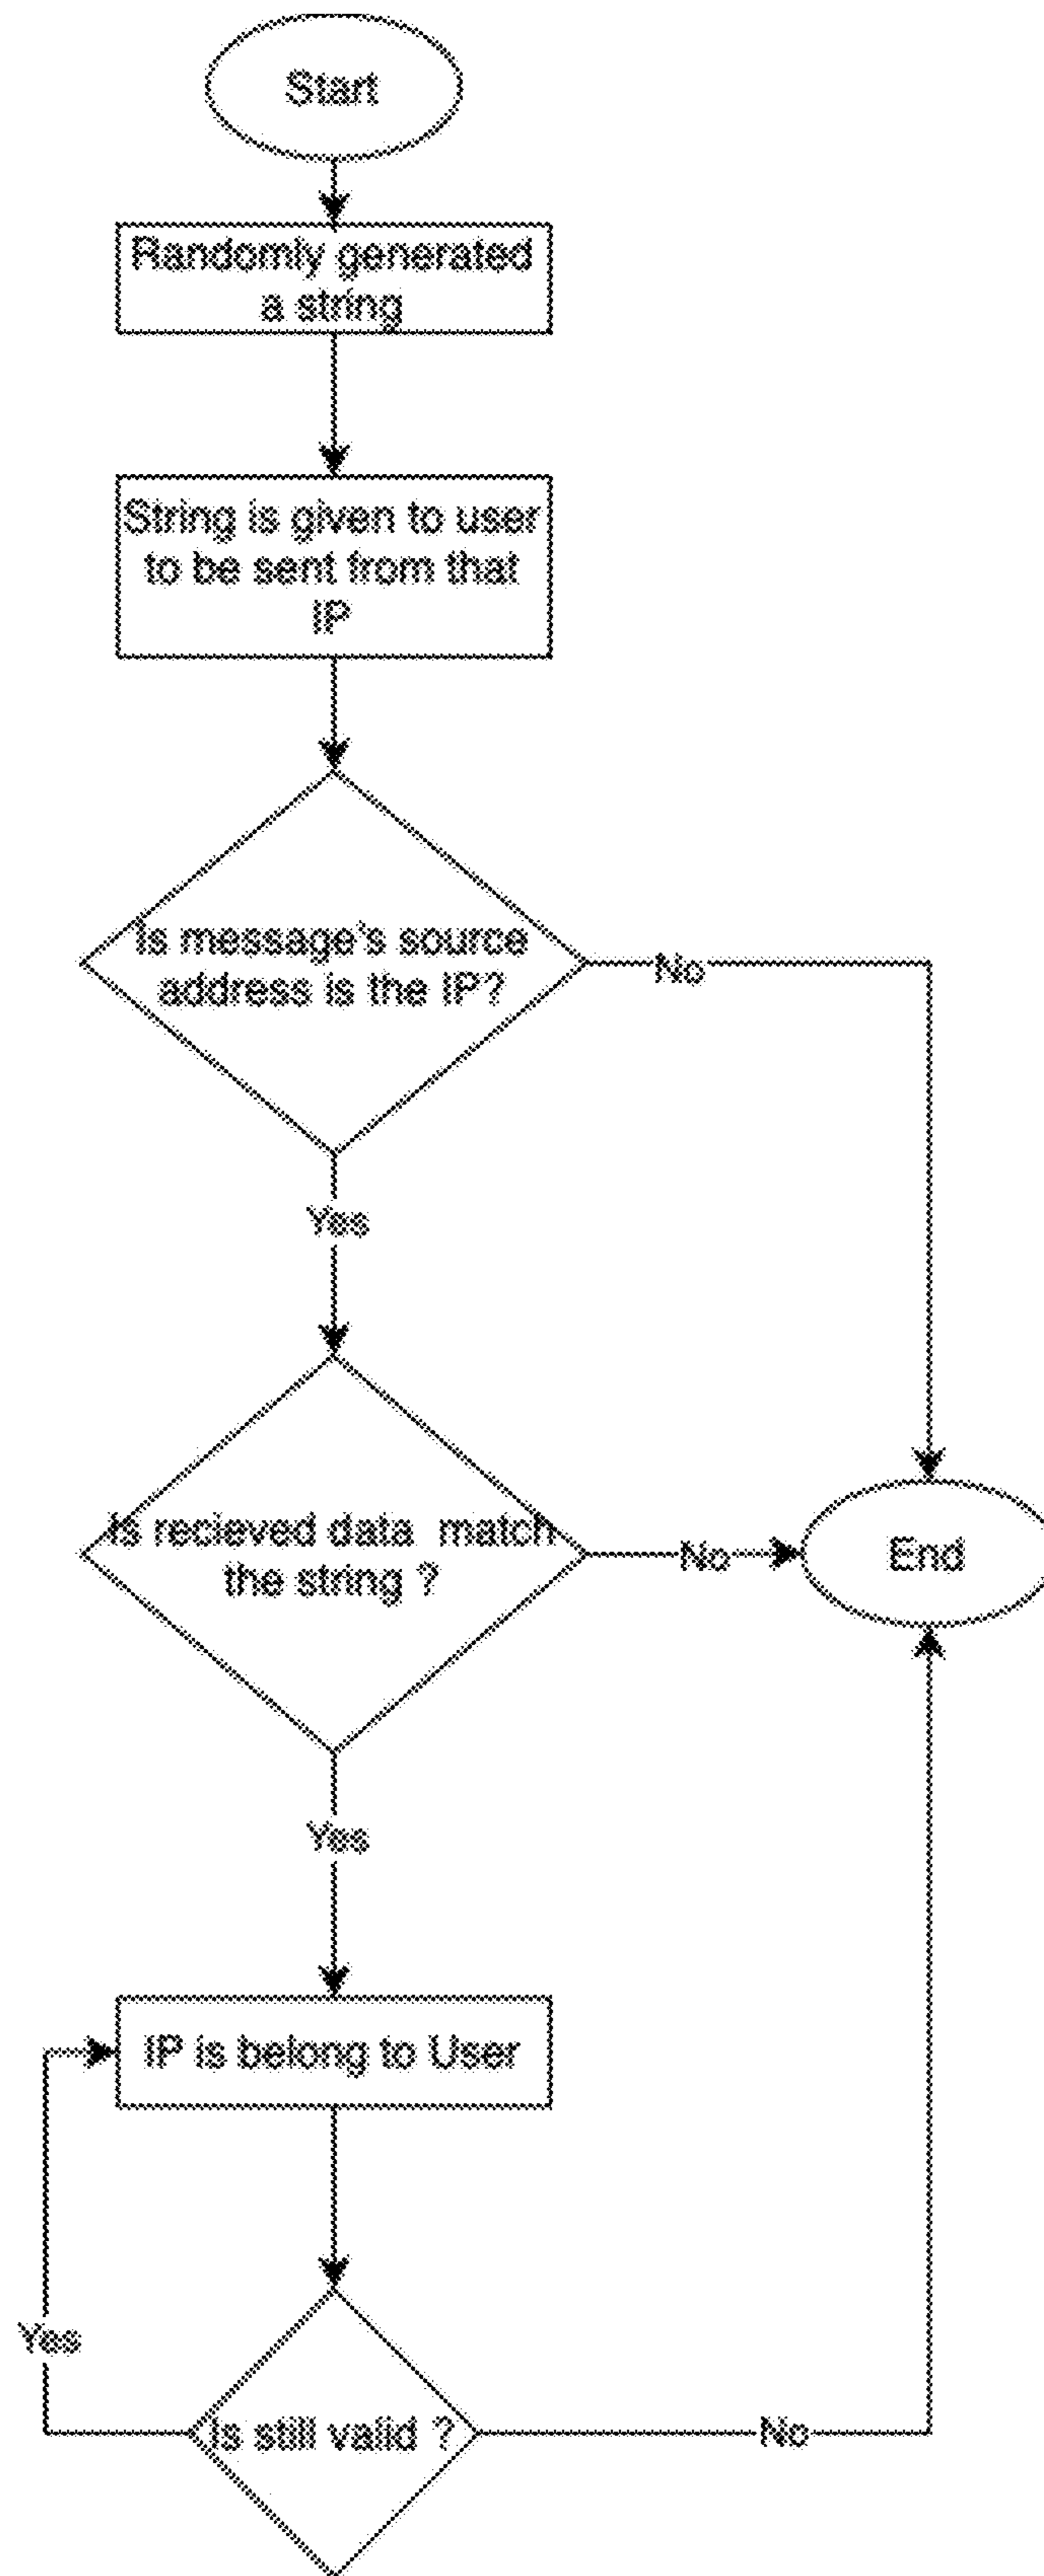 Start
Randomly generated
a string
String is given to user
to be sent from that
IP
Is message's source
address is the IP?
No
Yes
Is recieved data match
the string ?
No
End
Yes
IP is belong to User
Yes
Is still valid ?
No